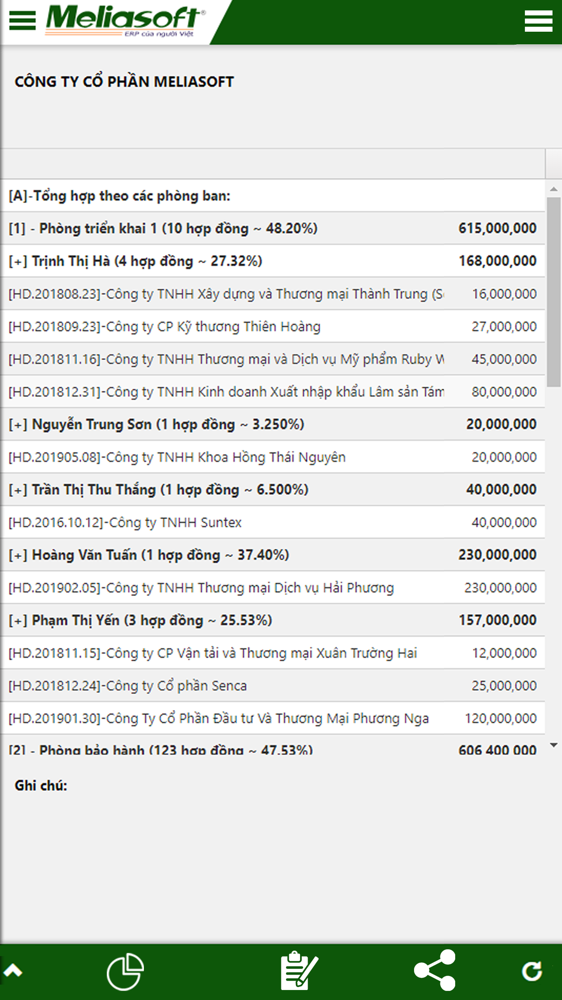 Meliasoft®
ERP của người Việt
CÔNG TY CỔ PHẦN MELIASOFT
[A]-Tổng hợp theo các phòng ban:
[1] - Phòng triển khai 1 (10 hợp đồng ~ 48.20%) 615,000,000
[+] Trịnh Thị Hà (4 hợp đồng ~ 27.32%) 168,000,000
[HD.201808.23]-Công ty TNHH Xây dựng và Thương mại Thành Trung (S 16,000,000
[HD.201809.23]-Công ty CP Kỹ thương Thiên Hoàng 27,000,000
[HD.201811.16]-Công ty TNHH Thương mại và Dịch vụ Mỹ phẩm Ruby W 45,000,000
[HD.201812.31]-Công ty TNHH Kinh doanh Xuất nhập khẩu Lâm sản Tám 80,000,000
[+] Nguyễn Trung Sơn (1 hợp đồng ~ 3.250%) 20,000,000
[HD.201905.08]-Công ty TNHH Khoa Hồng Thái Nguyên 20,000,000
[+] Trần Thị Thu Thắng (1 hợp đồng ~ 6.500%) 40,000,000
[HD.2016.10.12]-Công ty TNHH Suntex 40,000,000
[+] Hoàng Văn Tuấn (1 hợp đồng ~ 37.40%) 230,000,000
[HD.201902.05]-Công ty TNHH Thương mại Dịch vụ Hải Phương 230,000,000
[+] Phạm Thị Yến (3 hợp đồng ~ 25.53%) 157,000,000
[HD.201811.15]-Công ty CP Vận tải và Thương mại Xuân Trường Hai 12,000,000
[HD.201812.24]-Công ty Cổ phần Senca 25,000,000
[HD.201901.30]-Công Ty Cổ Phần Đầu tư Và Thương Mại Phương Nga 120,000,000
[2] - Phòng bảo hành (123 hợp đồng ~ 47.53%) 606,400,000
Ghi chú: